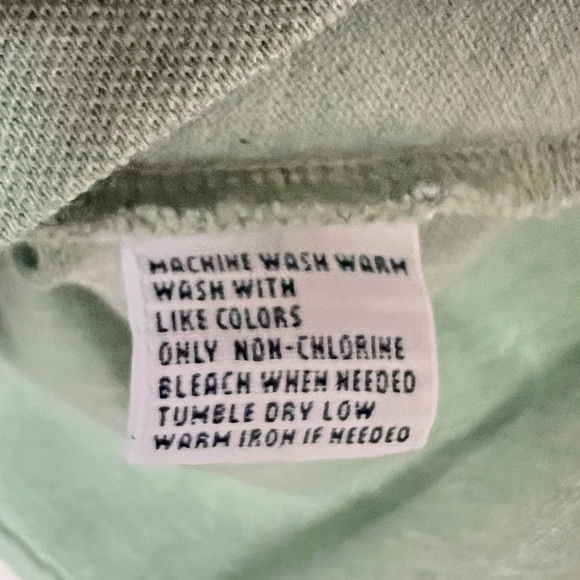 MACHINE WASH WARM
WASH WITH
LIKE COLORS
ONLY NON-CHLORINE
BLEACH WHEN NEEDED
TUMBLE DRY LOW
WARM IRON IF NEEDED